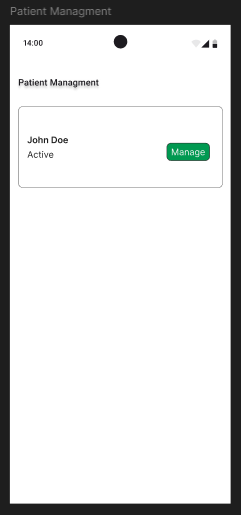 Patient Managment
14:00
Patient Managment
John Doe
Active
Manage